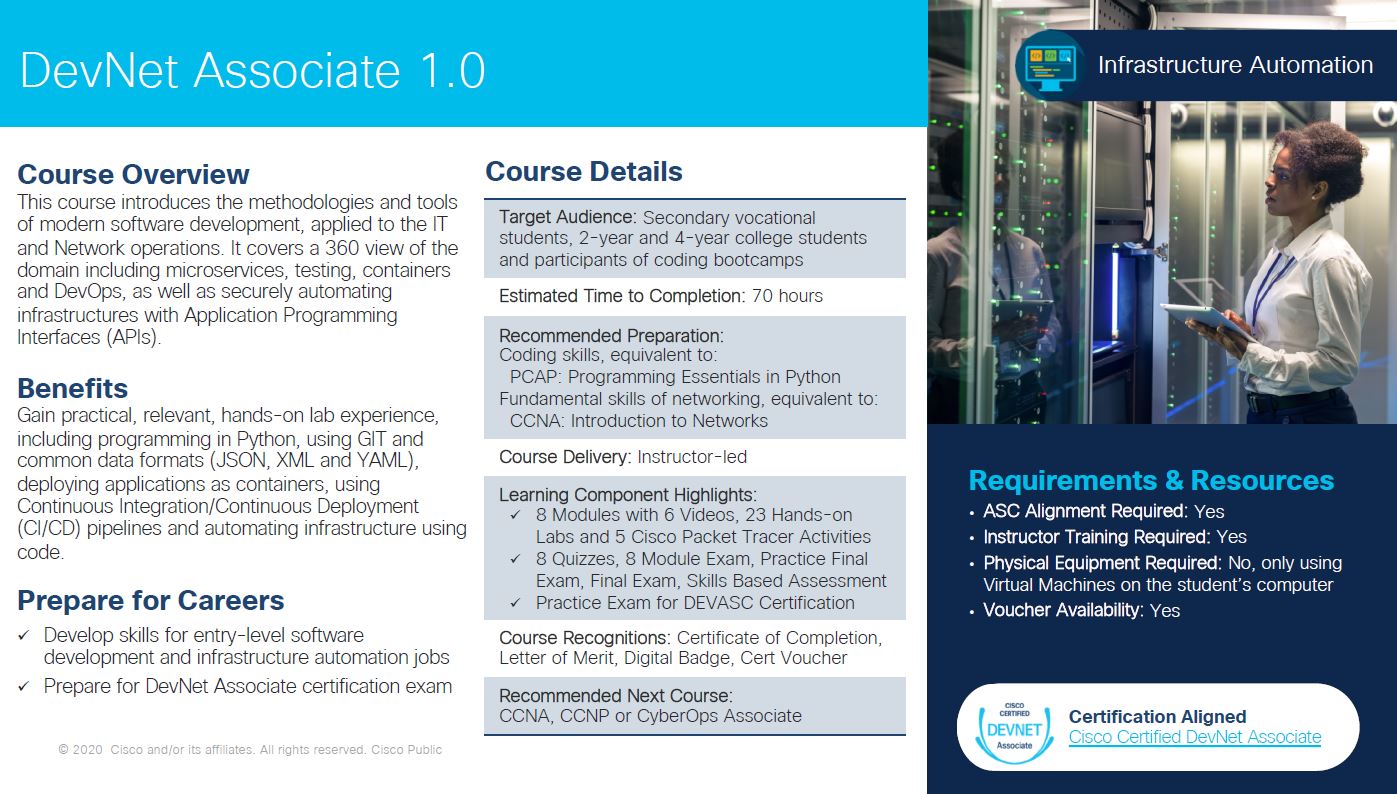 DevNet Associate 1.0
Infrastructure Automation
Course Overview
This course introduces the methodologies and tools
of modern software development, applied to the IT
and Network operations. It covers a 360 view of the
domain including microservices, testing, containers
and DevOps, as well as securely automating
infrastructures with Application Programming
Interfaces (APIs).
Benefits
Gain practical, relevant, hands-on lab experience,
including programming in Python, using GIT and
common data formats (JSON, XML and YAML),
deploying applications as containers, using
Continuous Integration/Continuous Deployment
(CI/CD) pipelines and automating infrastructure using
code.
Prepare for Careers
✓ Develop skills for entry-level software
development and infrastructure automation jobs
✓ Prepare for DevNet Associate certification exam
© 2020 Cisco and/or its affiliates. All rights reserved. Cisco Public
Course Details
Target Audience: Secondary vocational
students, 2-year and 4-year college students
and participants of coding bootcamps
Estimated Time to Completion: 70 hours
Recommended Preparation:
Coding skills, equivalent to:
PCAP: Programming Essentials in Python
Fundamental skills of networking, equivalent to:
CCNA: Introduction to Networks
Course Delivery: Instructor-led
Learning Component Highlights:
✓ 8 Modules with 6 Videos, 23 Hands-on
Labs and 5 Cisco Packet Tracer Activities
✓ 8 Quizzes, 8 Module Exam, Practice Final
Exam, Final Exam, Skills Based Assessment
✓ Practice Exam for DEVASC Certification
Course Recognitions: Certificate of Completion,
Letter of Merit, Digital Badge, Cert Voucher
Recommended Next Course:
CCNA, CCNP or CyberOps Associate
Requirements & Resources
• ASC Alignment Required: Yes
• Instructor Training Required: Yes
• Physical Equipment Required: No, only using
Virtual Machines on the student's computer
• Voucher Availability: Yes
CISCO
CERTIFIED
DEVNET
Associate
Certification Aligned
Cisco Certified DevNet Associate